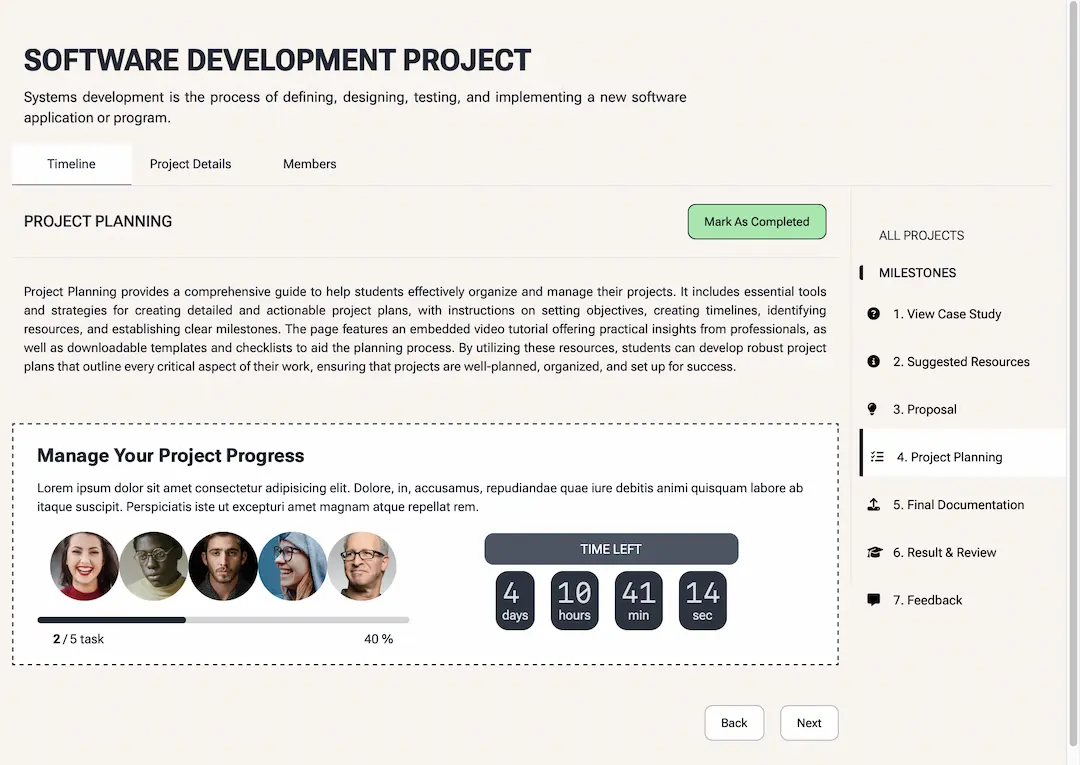 SOFTWARE DEVELOPMENT PROJECT
Systems development is the process of defining, designing, testing, and implementing a new software
application or program.
Timeline
Project Details
Members
PROJECT PLANNING
Mark As Completed
Project Planning provides a comprehensive guide to help students effectively organize and manage their projects. It includes essential tools
and strategies for creating detailed and actionable project plans, with instructions on setting objectives, creating timelines, identifying
resources, and establishing clear milestones. The page features an embedded video tutorial offering practical insights from professionals, as
well as downloadable templates and checklists to aid the planning process. By utilizing these resources, students can develop robust project
plans that outline every critical aspect of their work, ensuring that projects are well-planned, organized, and set up for success.
Manage Your Project Progress
Lorem ipsum dolor sit amet consectetur adipisicing elit. Dolore, in, accusamus, repudiandae quae iure debitis animi quisquam labore ab
itaque suscipit. Perspiciatis iste ut excepturi amet magnam atque repellat rem.
2 / 5 task
40 %
TIME LEFT
4 10 41 14
days hours min sec
Back
Next
ALL PROJECTS
MILESTONES
1. View Case Study
2. Suggested Resources
3. Proposal
4. Project Planning
5. Final Documentation
6. Result & Review
7. Feedback